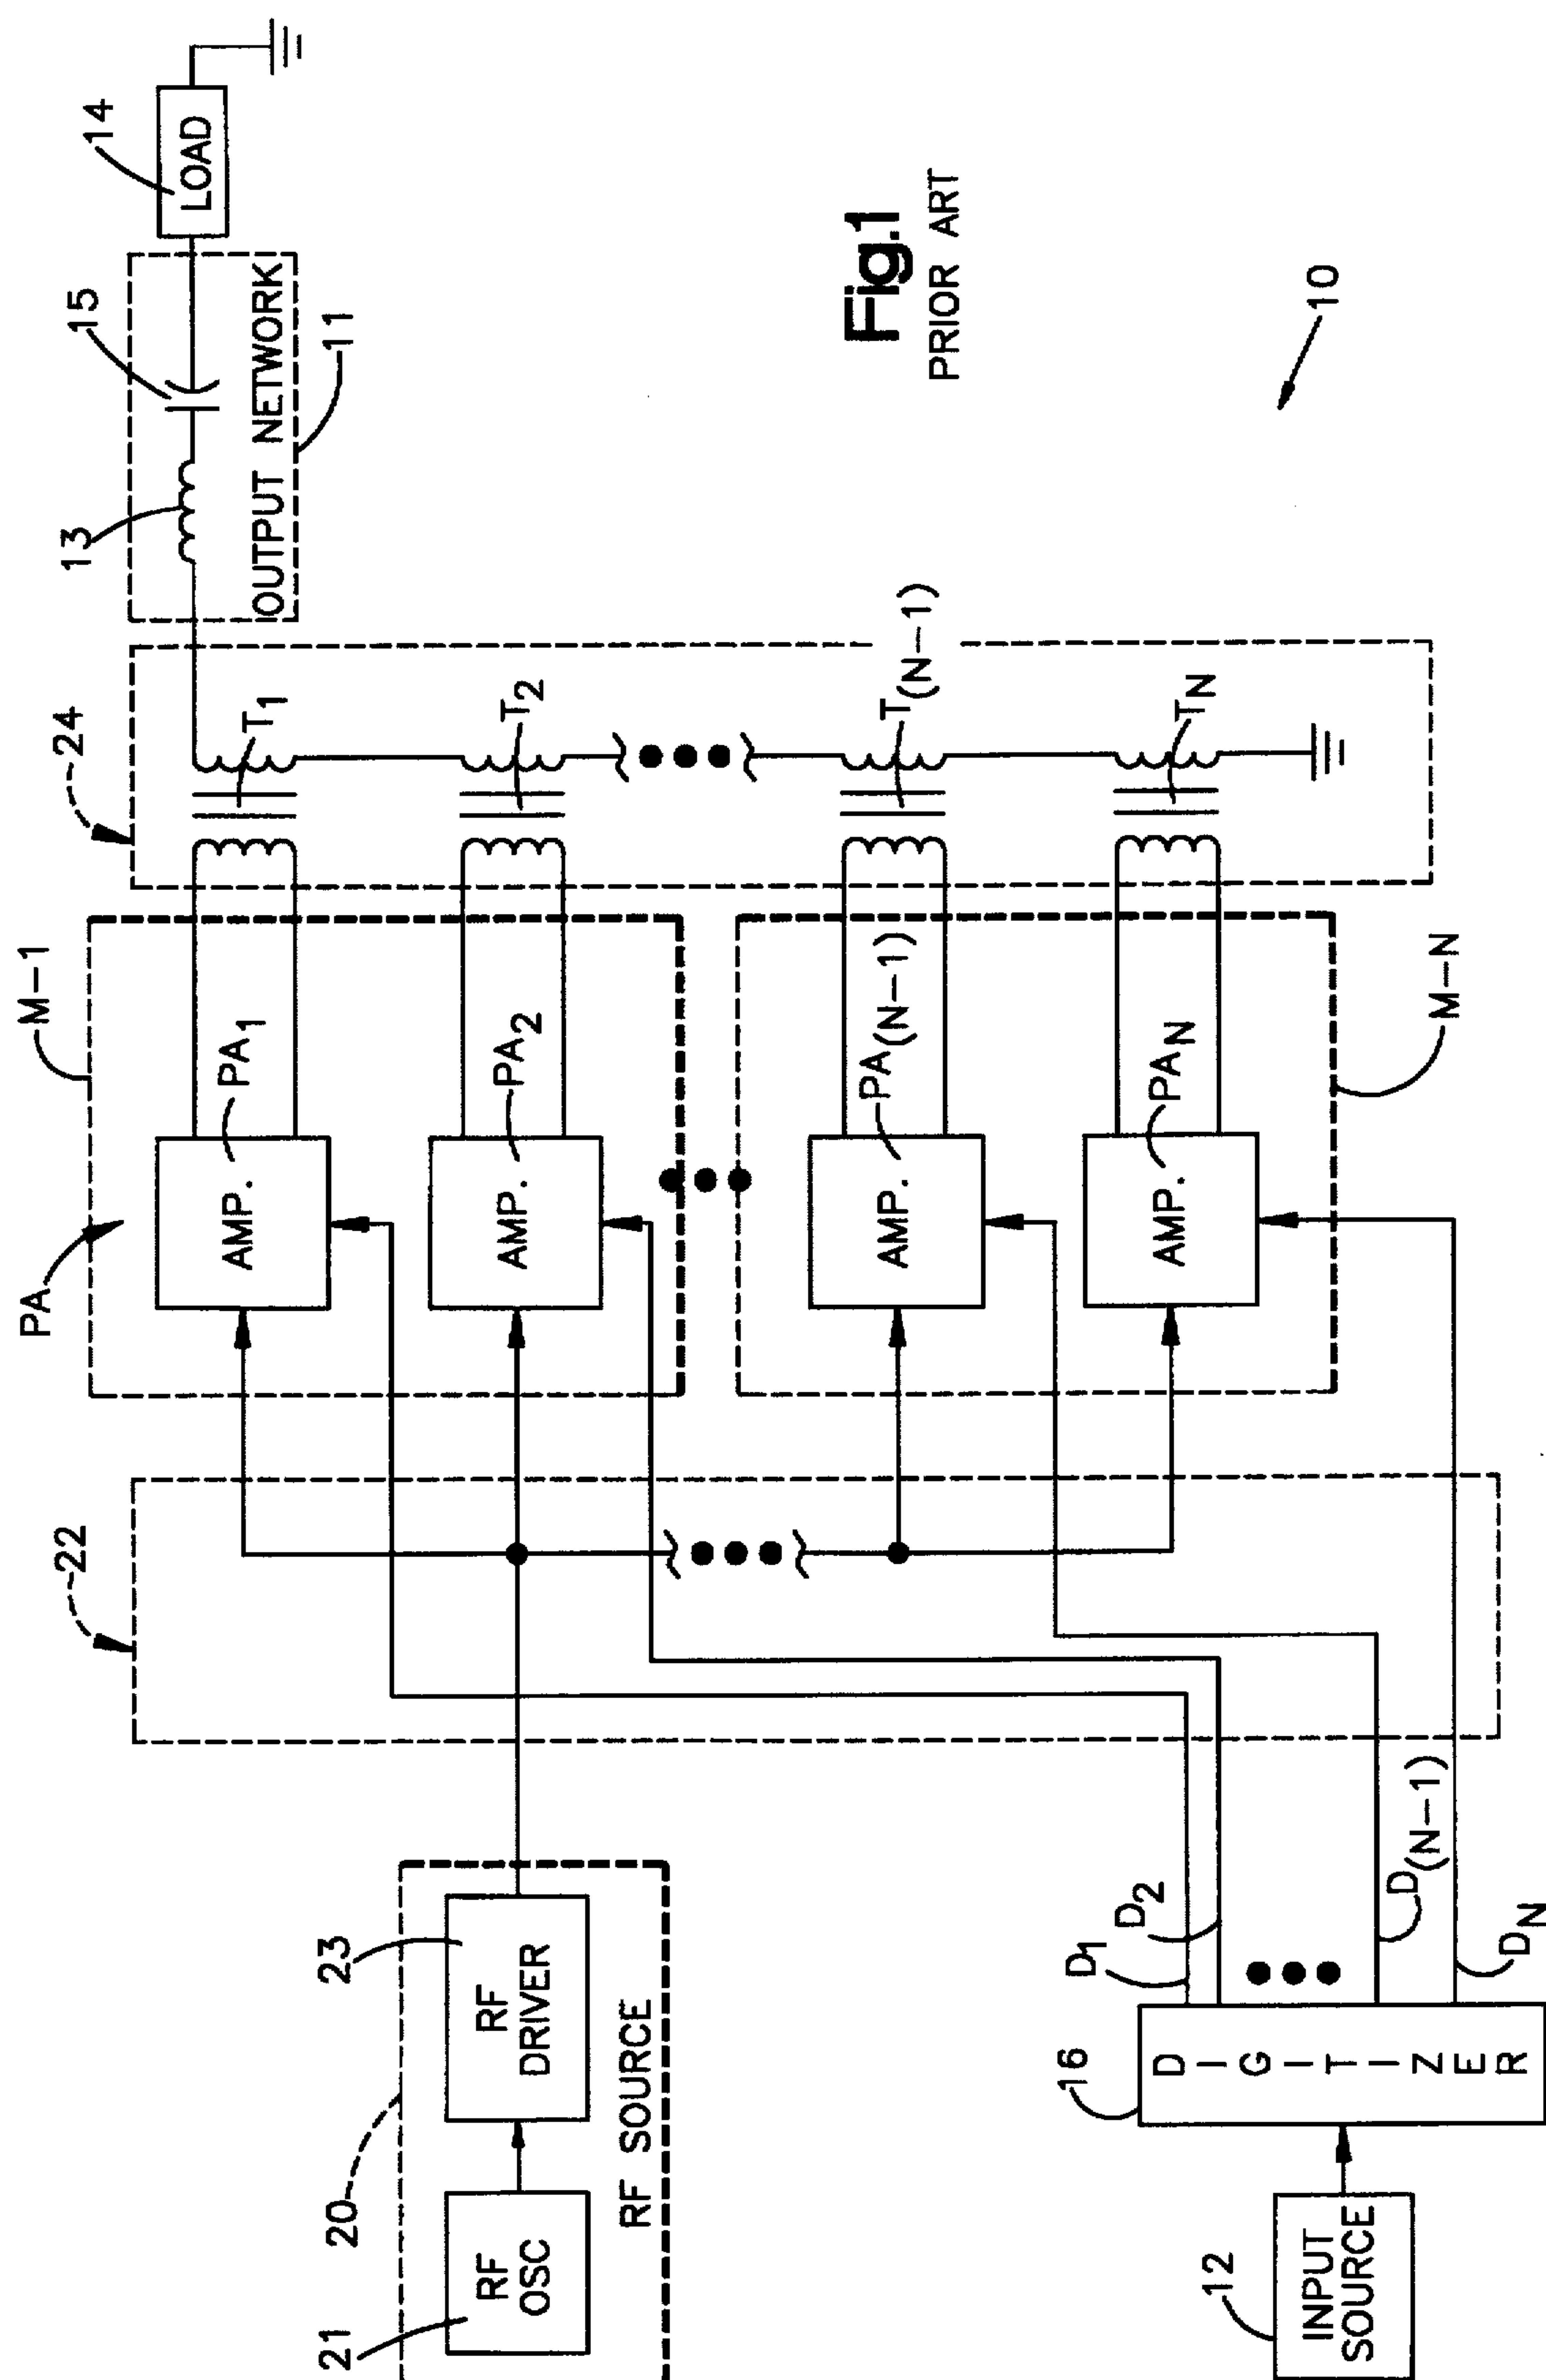 14
LOAD
15
13
OUTPUT NETWORK
11
Fig.1
PRIOR ART
10
24
T1
T2
T(N-1)
TN
M-1
PA
PA1
AMP.
PA2
AMP.
PA(N-1)
AMP.
PAN
AMP.
M-N
22
20
21
RF
OSC
23
RF
DRIVER
RF SOURCE
12
INPUT
SOURCE
16
DIGITIZER
D1
D2
D(N-1)
DN